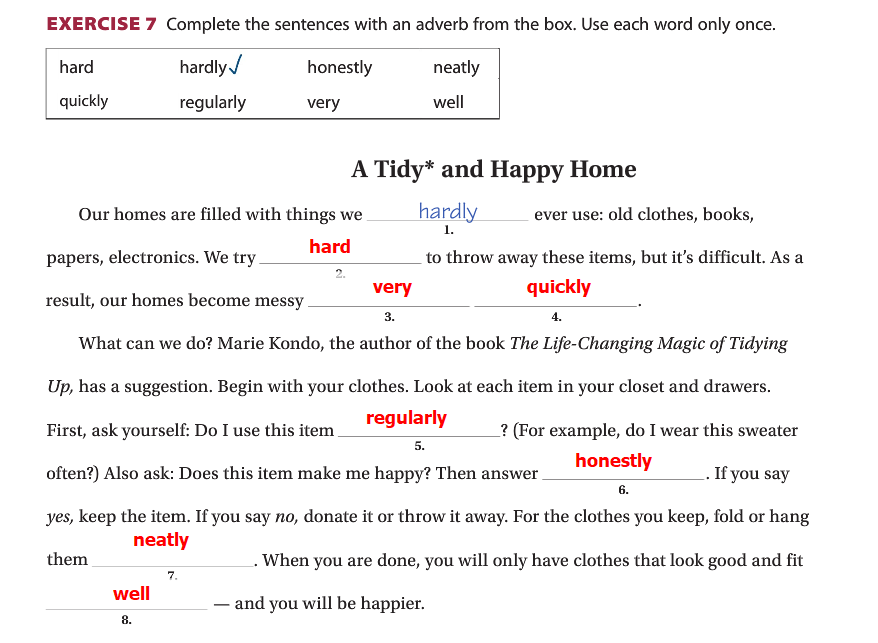 EXERCISE 7 Complete the sentences with an adverb from the box. Use each word only once.
hard hardly✓ honestly neatly
quickly regularly very well
A Tidy* and Happy Home
Our homes are filled with things we hardly ever use: old clothes, books,
1.
papers, electronics. We try hard to throw away these items, but it's difficult. As a
2.
result, our homes become messy very quickly.
3. 4.
What can we do? Marie Kondo, the author of the book The Life-Changing Magic of Tidying
Up, has a suggestion. Begin with your clothes. Look at each item in your closet and drawers.
First, ask yourself: Do I use this item regularly? (For example, do I wear this sweater
5.
often?) Also ask: Does this item make me happy? Then answer honestly. If you say
6.
yes, keep the item. If you say no, donate it or throw it away. For the clothes you keep, fold or hang
them neatly. When you are done, you will only have clothes that look good and fit
7.
well — and you will be happier.
8.